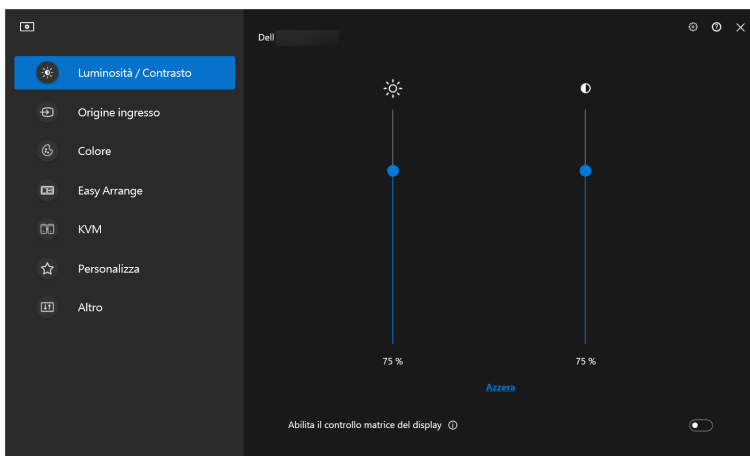 Dell
Luminosità / Contrasto
Origine ingresso
Colore
Easy Arrange
KVM
Personalizza
Altro
75 %
75 %
Azzera
Abilita il controllo matrice del display